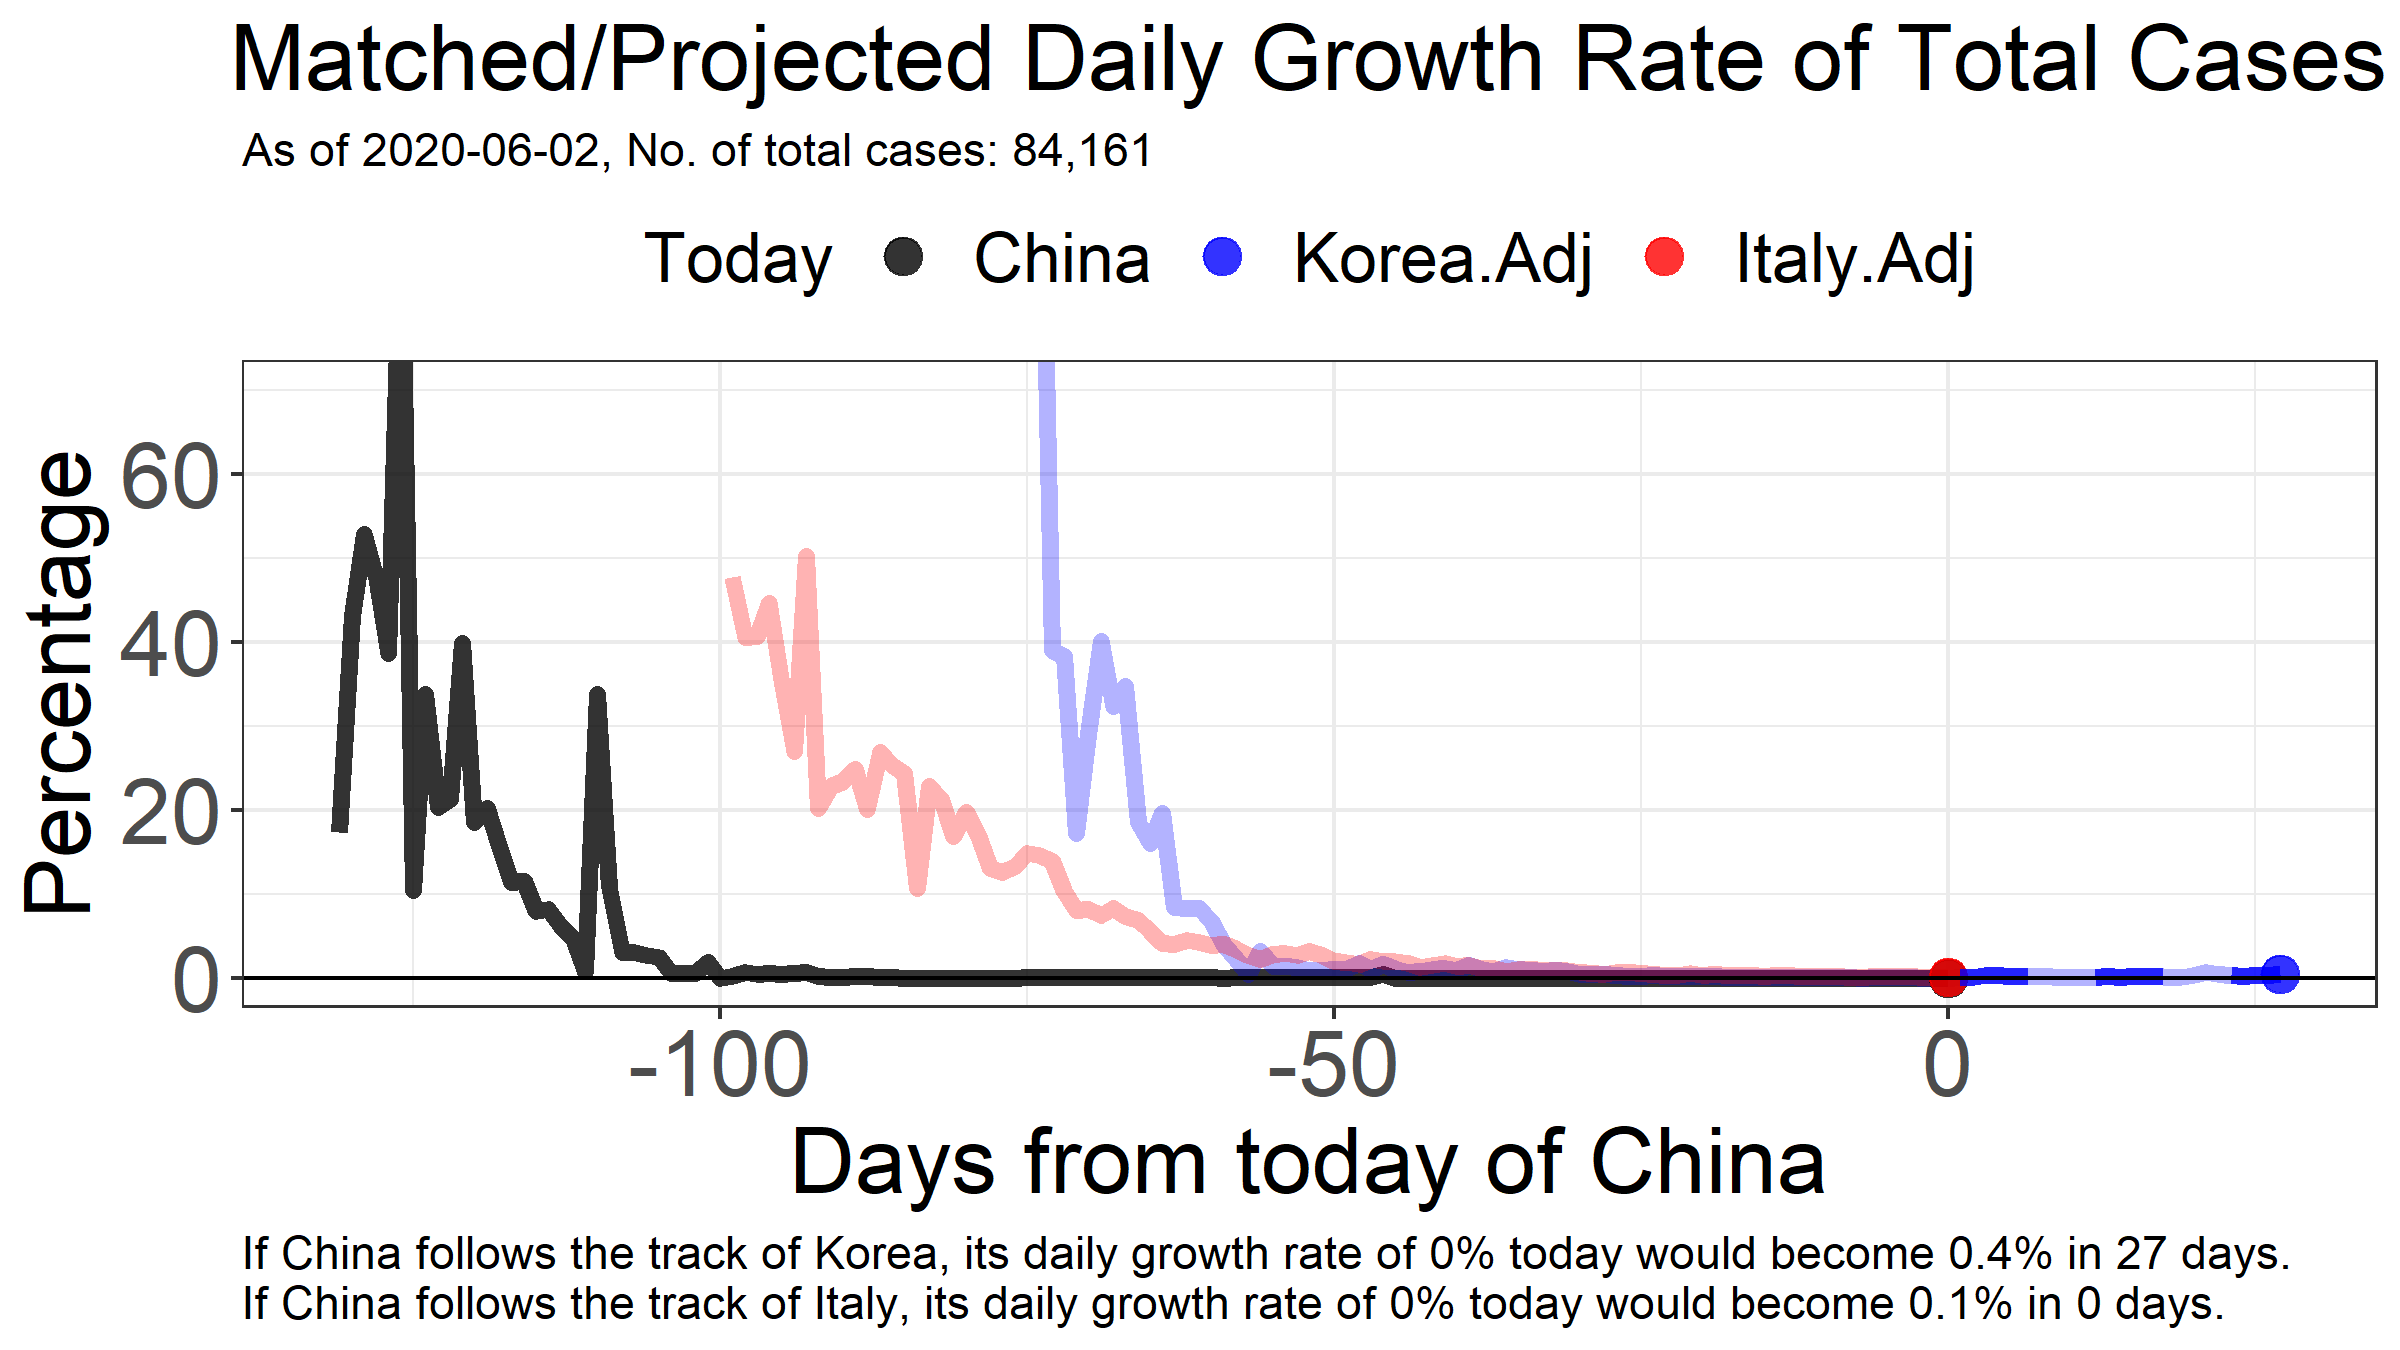 Matched/Projected Daily Growth Rate of Total Cases
As of 2020-06-02, No. of total cases: 84,161
Today China Korea.Adj Italy.Adj
Percentage
60
40
20
0
-100 -50 0
Days from today of China
If China follows the track of Korea, its daily growth rate of 0% today would become 0.4% in 27 days.
If China follows the track of Italy, its daily growth rate of 0% today would become 0.1% in 0 days.